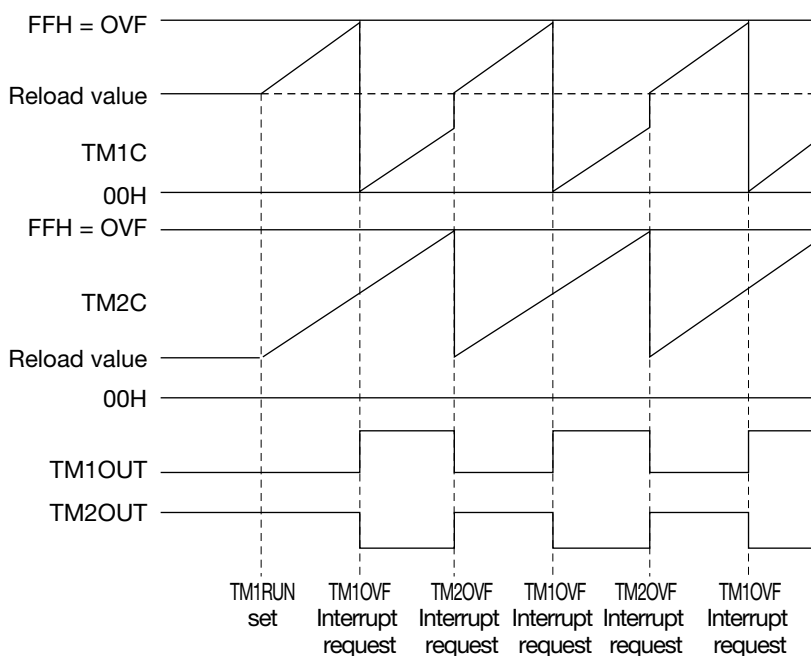 FFH = OVF
Reload value
TM1C
00H
FFH = OVF
TM2C
Reload value
00H
TM1OUT
TM2OUT
TM1RUN
set
TM1OVF
Interrupt
request
TM2OVF
Interrupt
request
TM1OVF
Interrupt
request
TM2OVF
Interrupt
request
TM1OVF
Interrupt
request